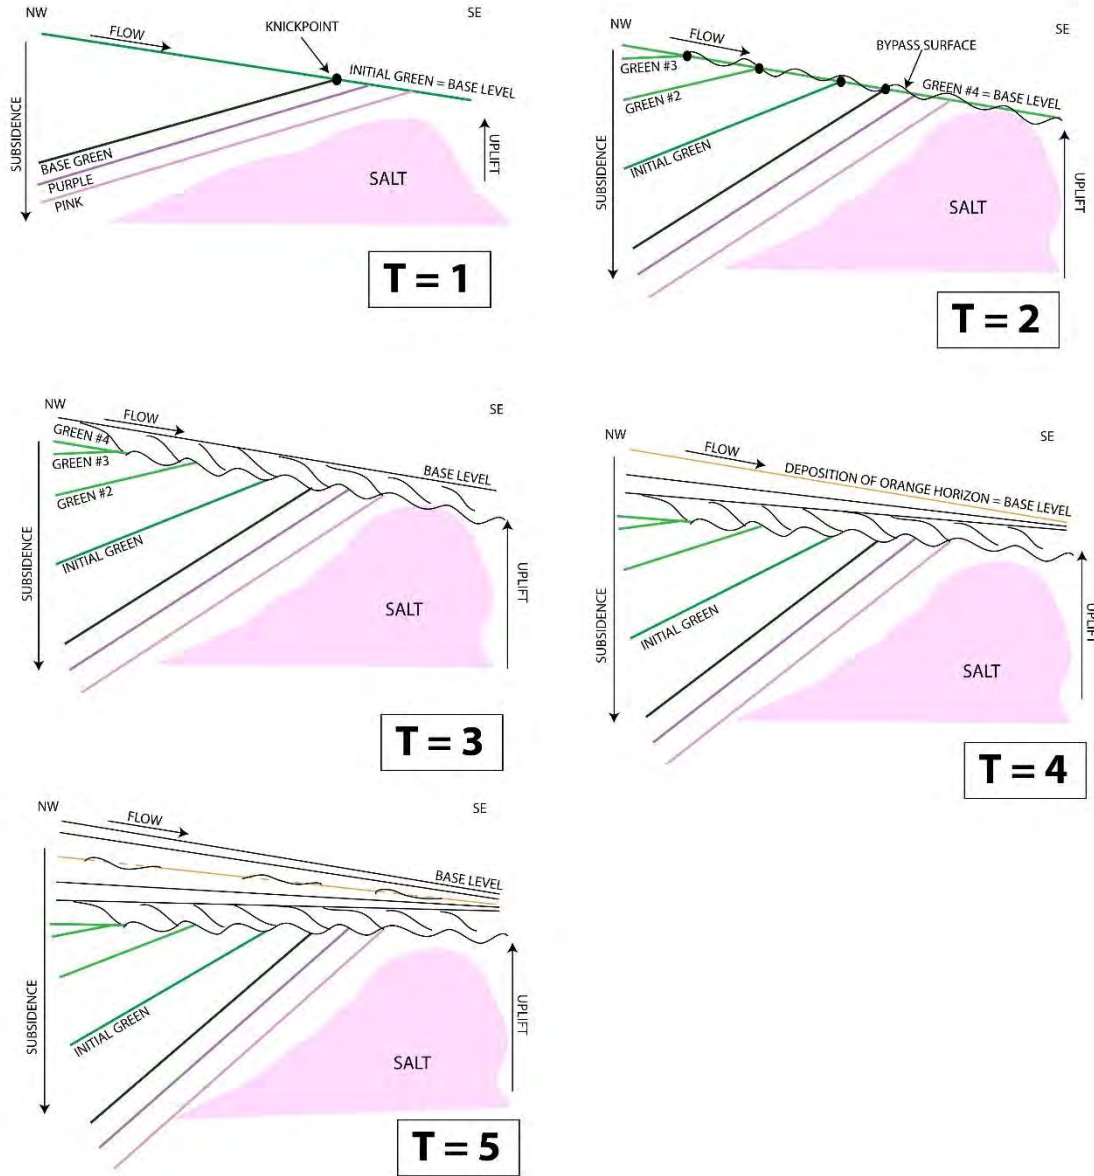 NW
SE
FLOW
KNICKPOINT
INITIAL GREEN = BASE LEVEL
SUBSIDENCE
BASE GREEN
PURPLE
PINK
SALT
UPLIFT
T = 1
NW
SE
FLOW
BYPASS SURFACE
GREEN #3
GREEN #4 = BASE LEVEL
GREEN #2
SUBSIDENCE
INITIAL GREEN
SALT
UPLIFT
T = 2
NW
SE
FLOW
GREEN #4
GREEN #3
BASE LEVEL
GREEN #2
SUBSIDENCE
INITIAL GREEN
SALT
UPLIFT
T = 3
NW
SE
FLOW
DEPOSITION OF ORANGE HORIZON = BASE LEVEL
SUBSIDENCE
INITIAL GREEN
SALT
UPLIFT
T = 4
NW
SE
FLOW
BASE LEVEL
SUBSIDENCE
INITIAL GREEN
SALT
UPLIFT
T = 5